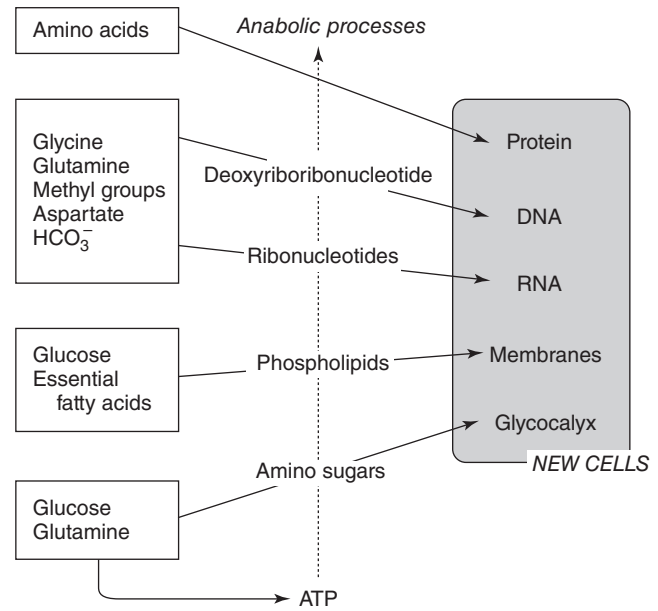 Amino acids
Anabolic processes
Glycine
Glutamine
Methyl groups
Aspartate
HCO₃⁻
Deoxyriboribonucleotide
Ribonucleotides
Protein
DNA
RNA
Membranes
Glycocalyx
NEW CELLS
Glucose
Essential
fatty acids
Phospholipids
Amino sugars
Glucose
Glutamine
ATP